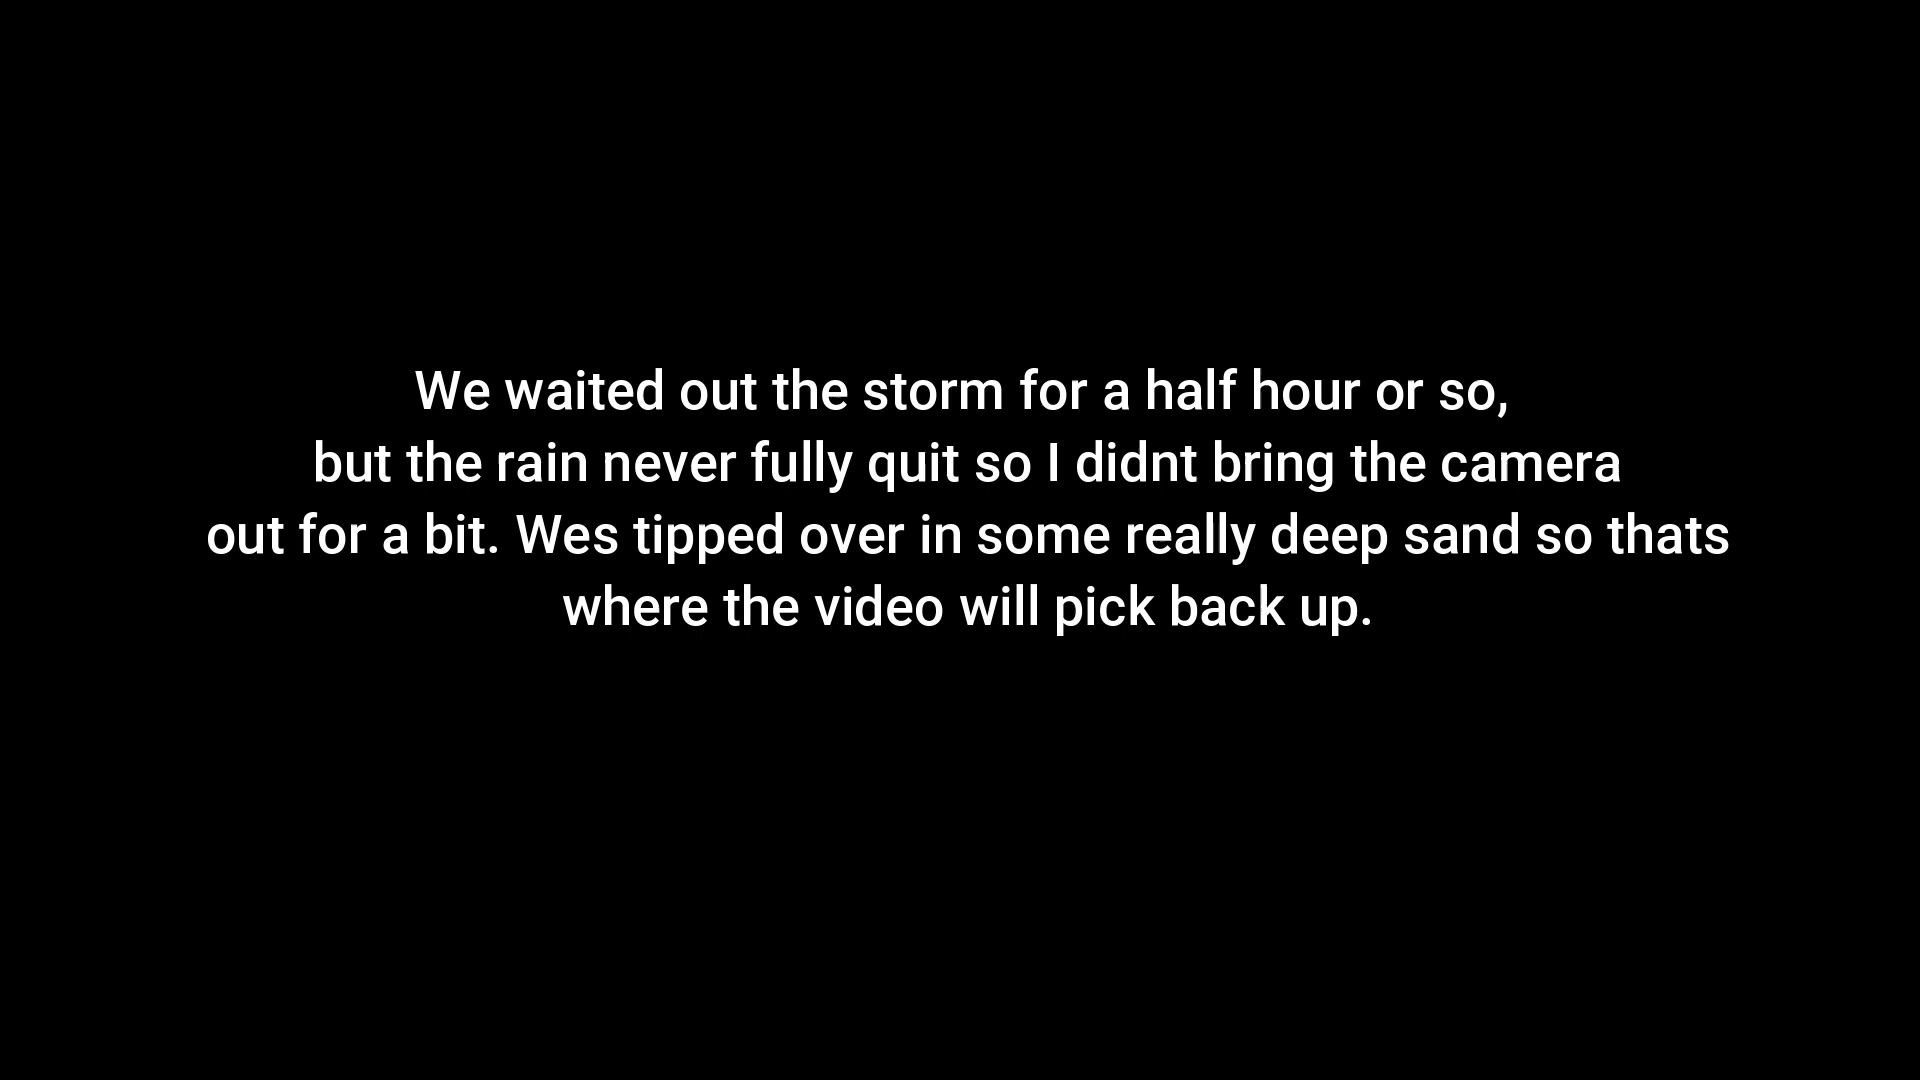 We waited out the storm for a half hour or so,
but the rain never fully quit so I didnt bring the camera
out for a bit. Wes tipped over in some really deep sand so thats
where the video will pick back up.